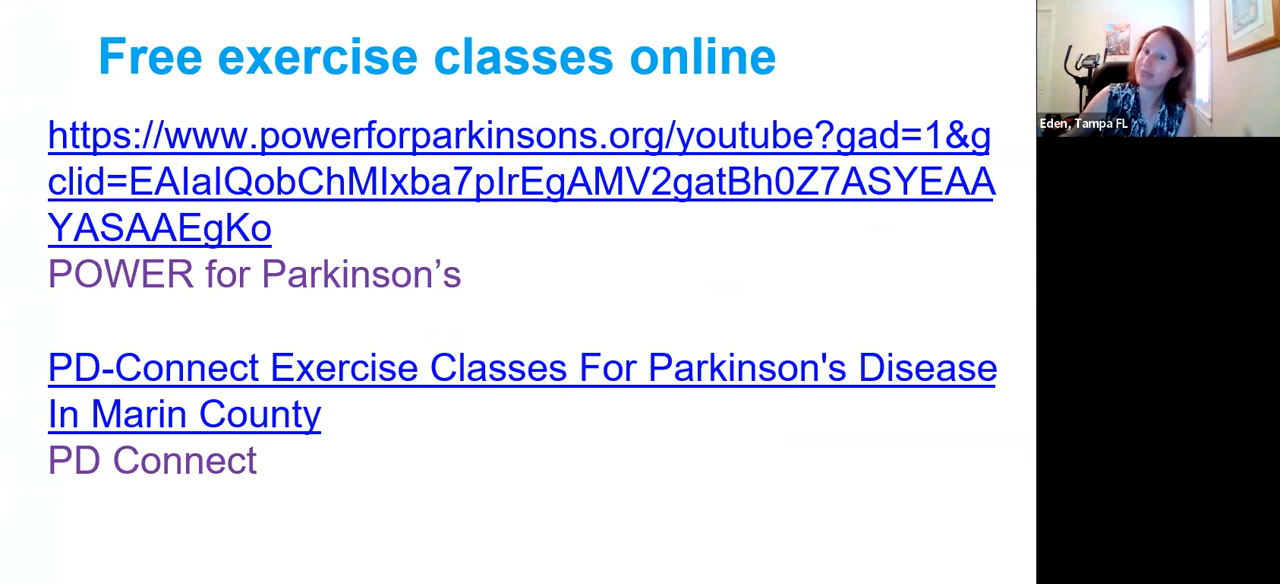 Free exercise classes online
https://www.powerforparkinsons.org/youtube?gad=1&g
clid=EAIaIQobChMIxba7pIrEgAMV2gatBh0Z7ASYEAA
YASAAEgKo
POWER for Parkinson’s
PD-Connect Exercise Classes For Parkinson's Disease
In Marin County
PD Connect
Eden, Tampa FL